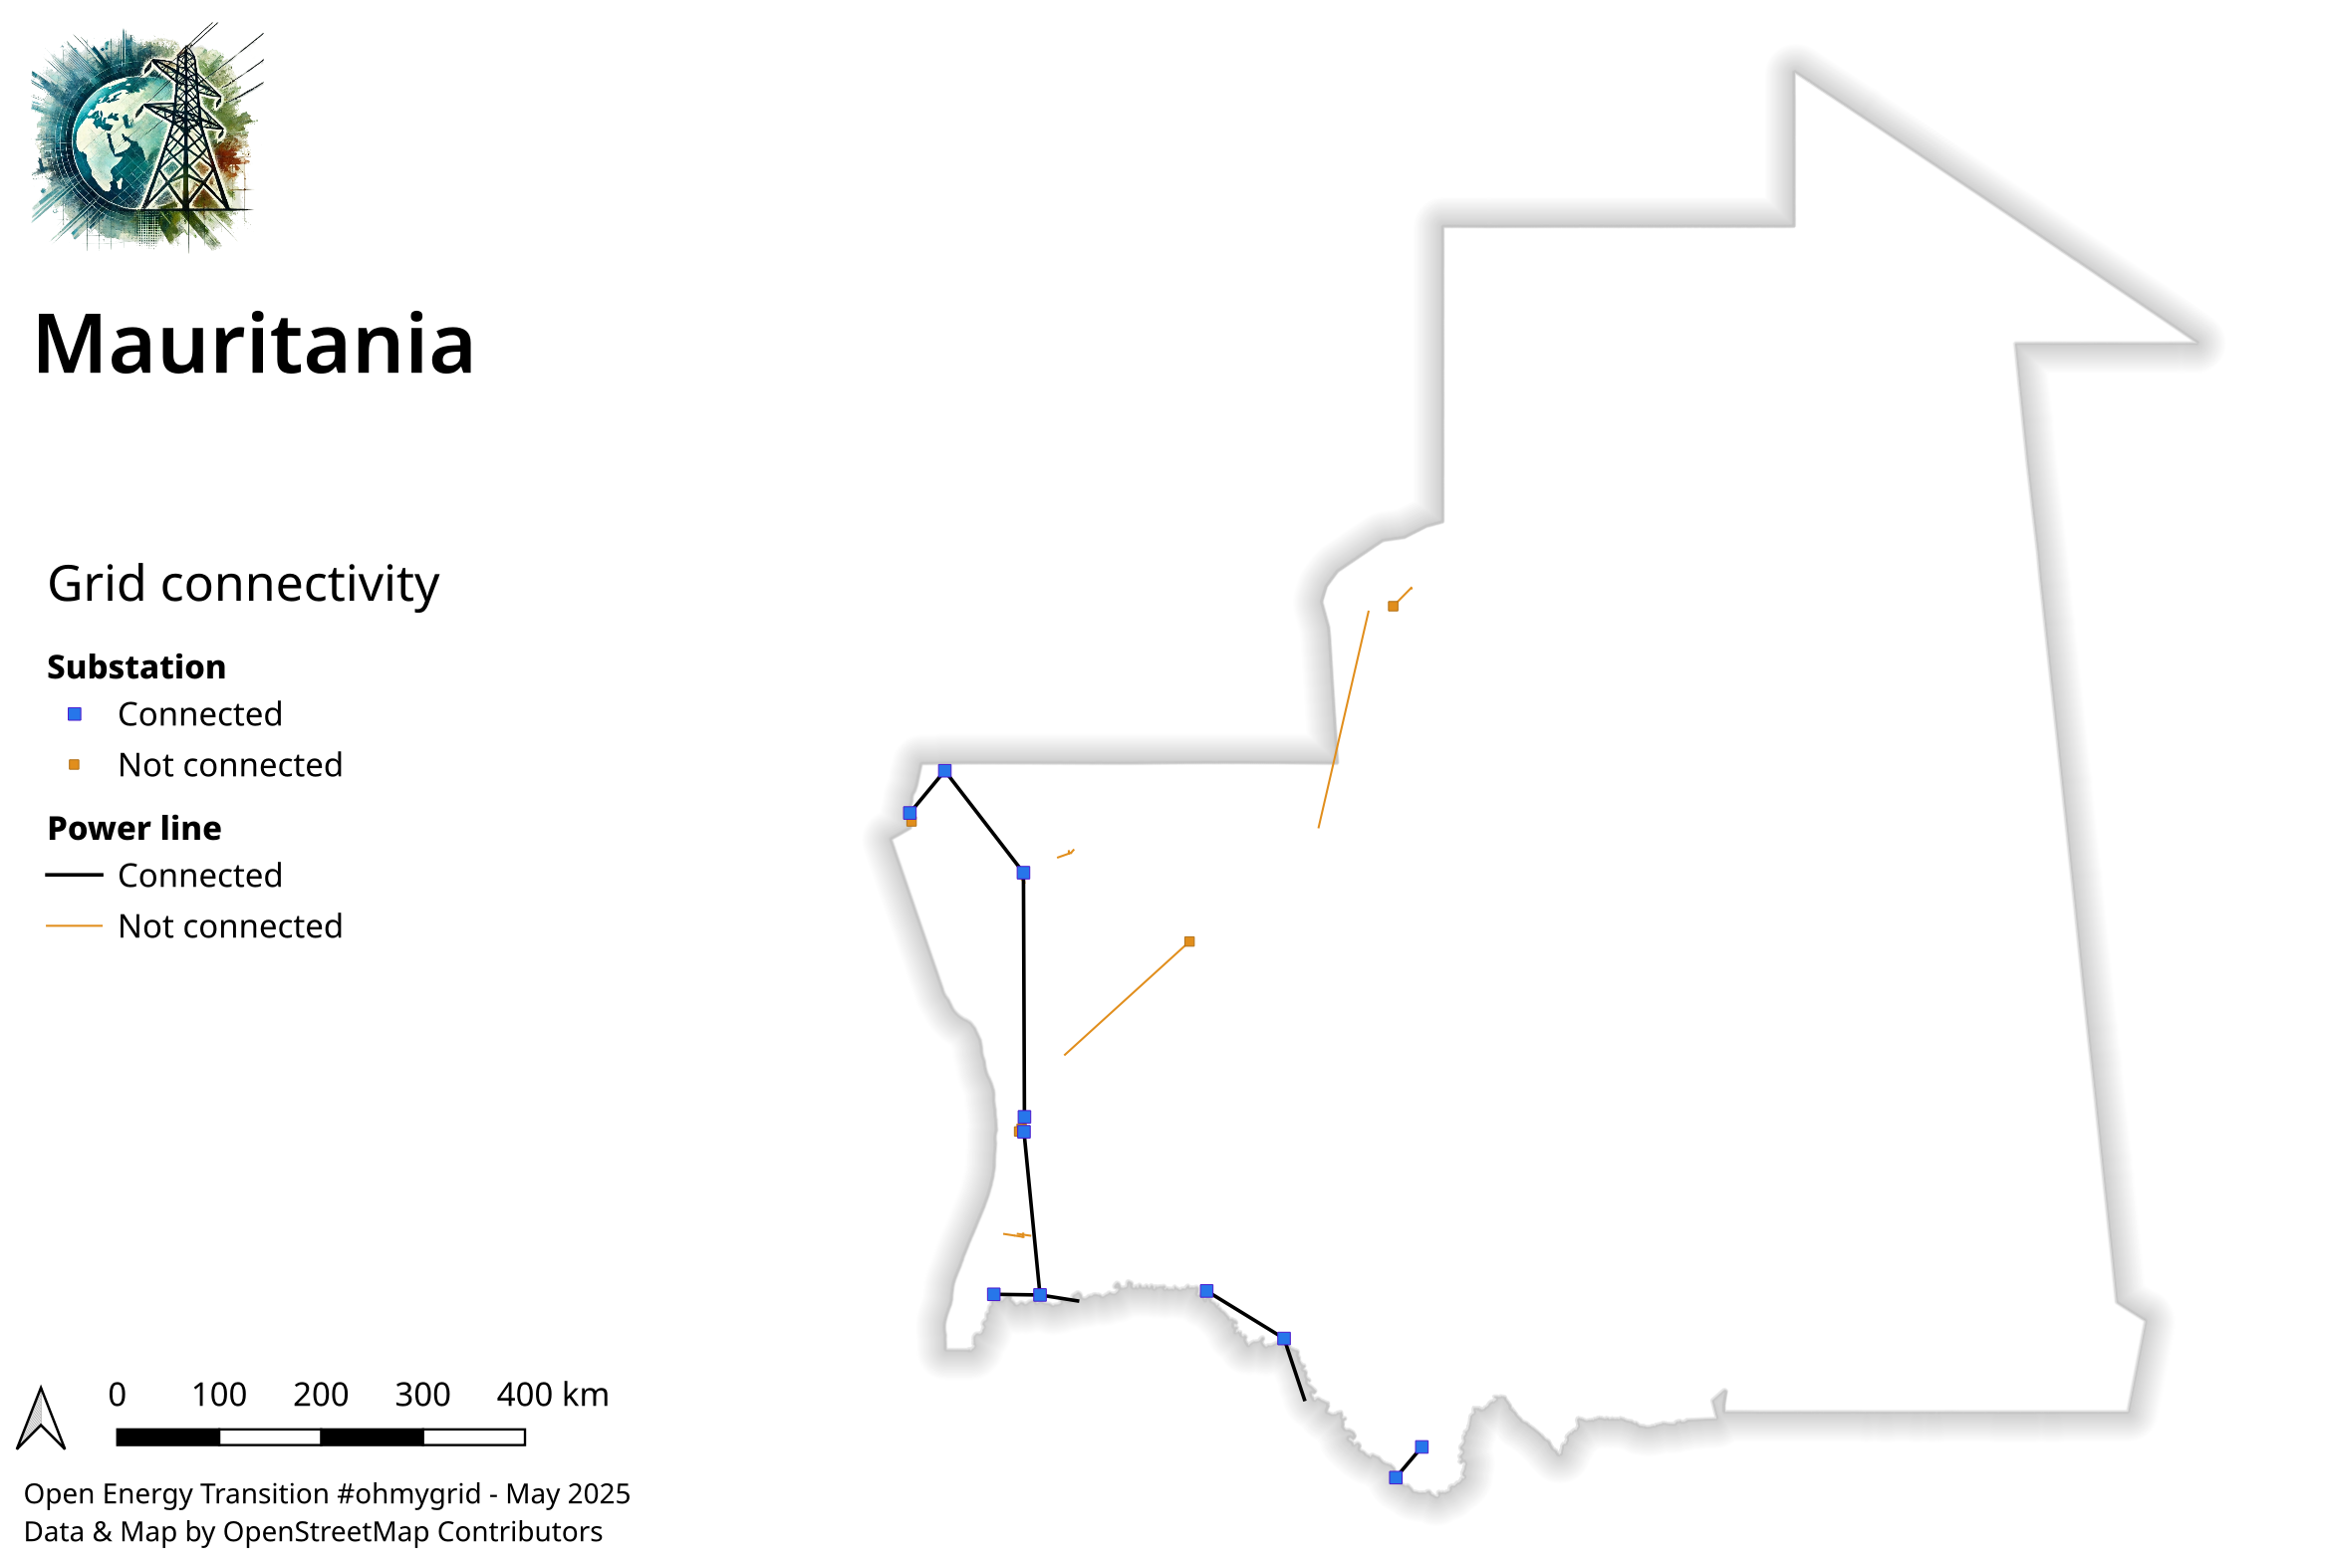 Mauritania
Grid connectivity
Substation
Connected
Not connected
Power line
Connected
Not connected
0 100 200 300 400 km
Open Energy Transition #ohmygrid - May 2025
Data & Map by OpenStreetMap Contributors